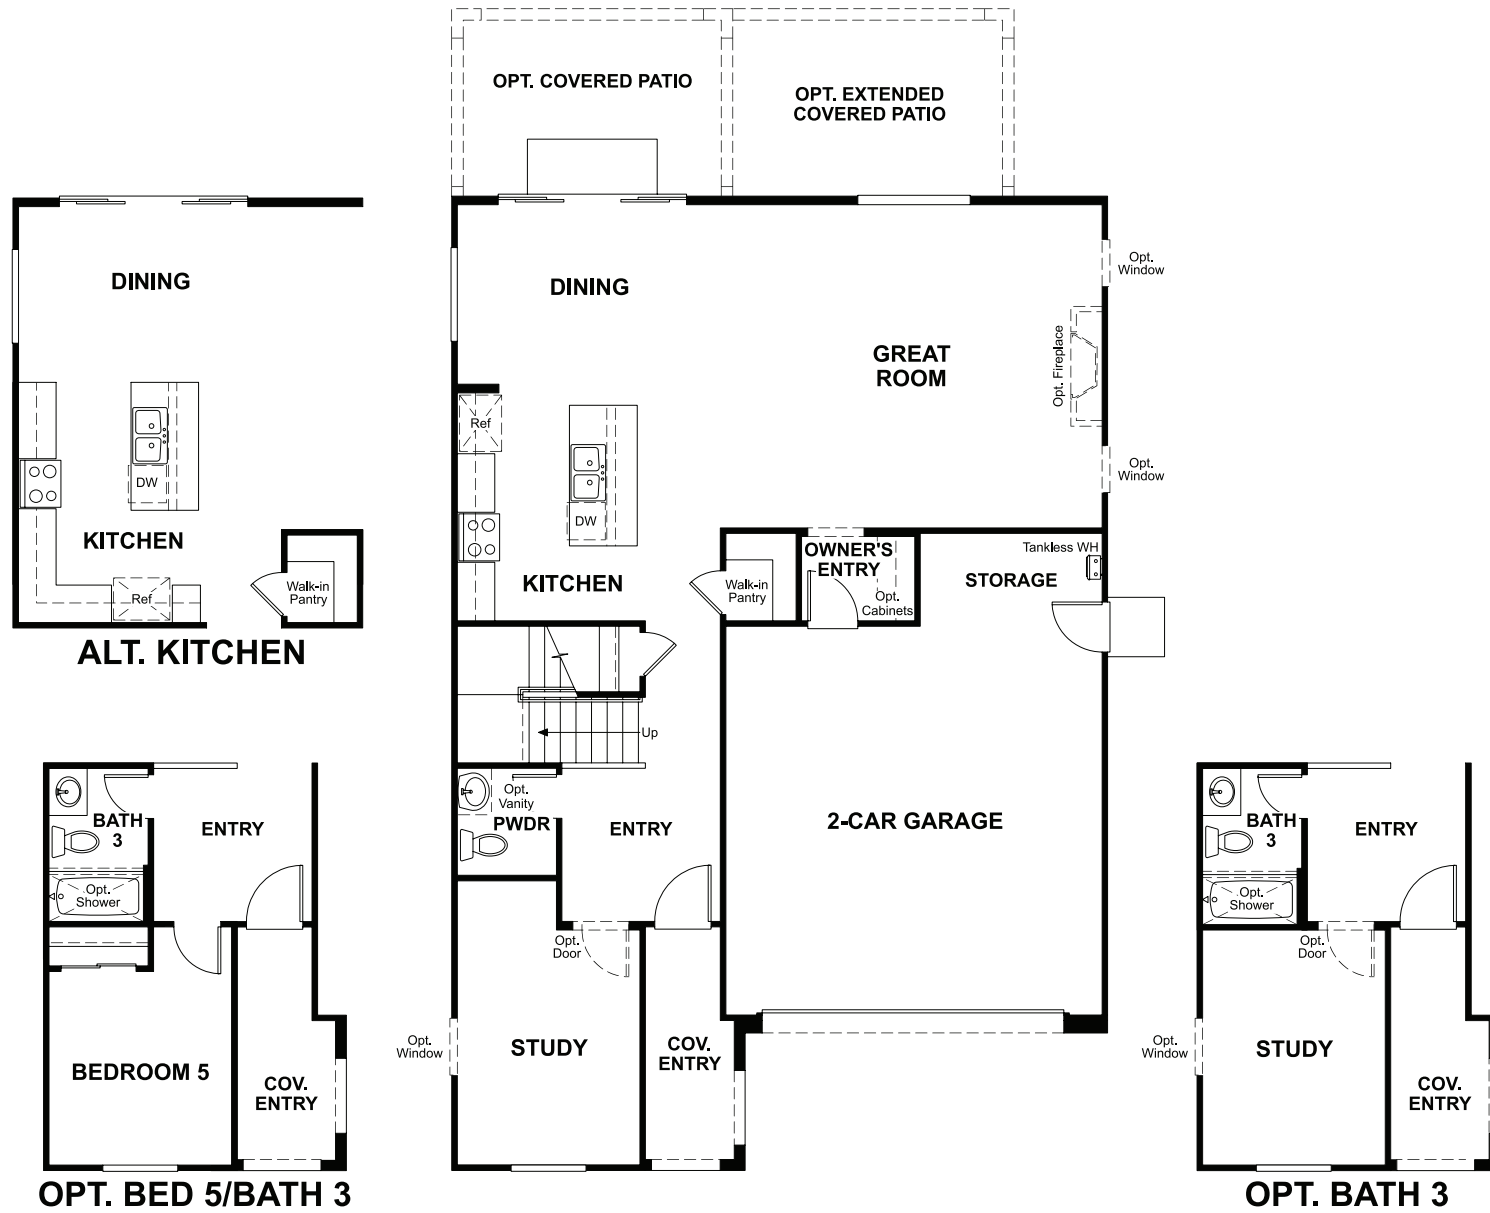 OPT. COVERED PATIO
OPT. EXTENDED
COVERED PATIO
DINING
DW
KITCHEN
Ref
Walk-in
Pantry
ALT. KITCHEN
DINING
GREAT
ROOM
Opt.
Window
Opt. Fireplace
Opt.
Window
Ref
DW
KITCHEN
Walk-in
Pantry
OWNER'S
ENTRY
Opt.
Cabinets
Tankless WH
STORAGE
Up
Opt.
Vanity
PWDR
ENTRY
2-CAR GARAGE
Opt.
Door
Opt.
Window
STUDY
COV.
ENTRY
BATH
3
ENTRY
Opt.
Shower
BEDROOM 5
COV.
ENTRY
OPT. BED 5/BATH 3
BATH
3
ENTRY
Opt.
Shower
Opt.
Door
Opt.
Window
STUDY
COV.
ENTRY
OPT. BATH 3